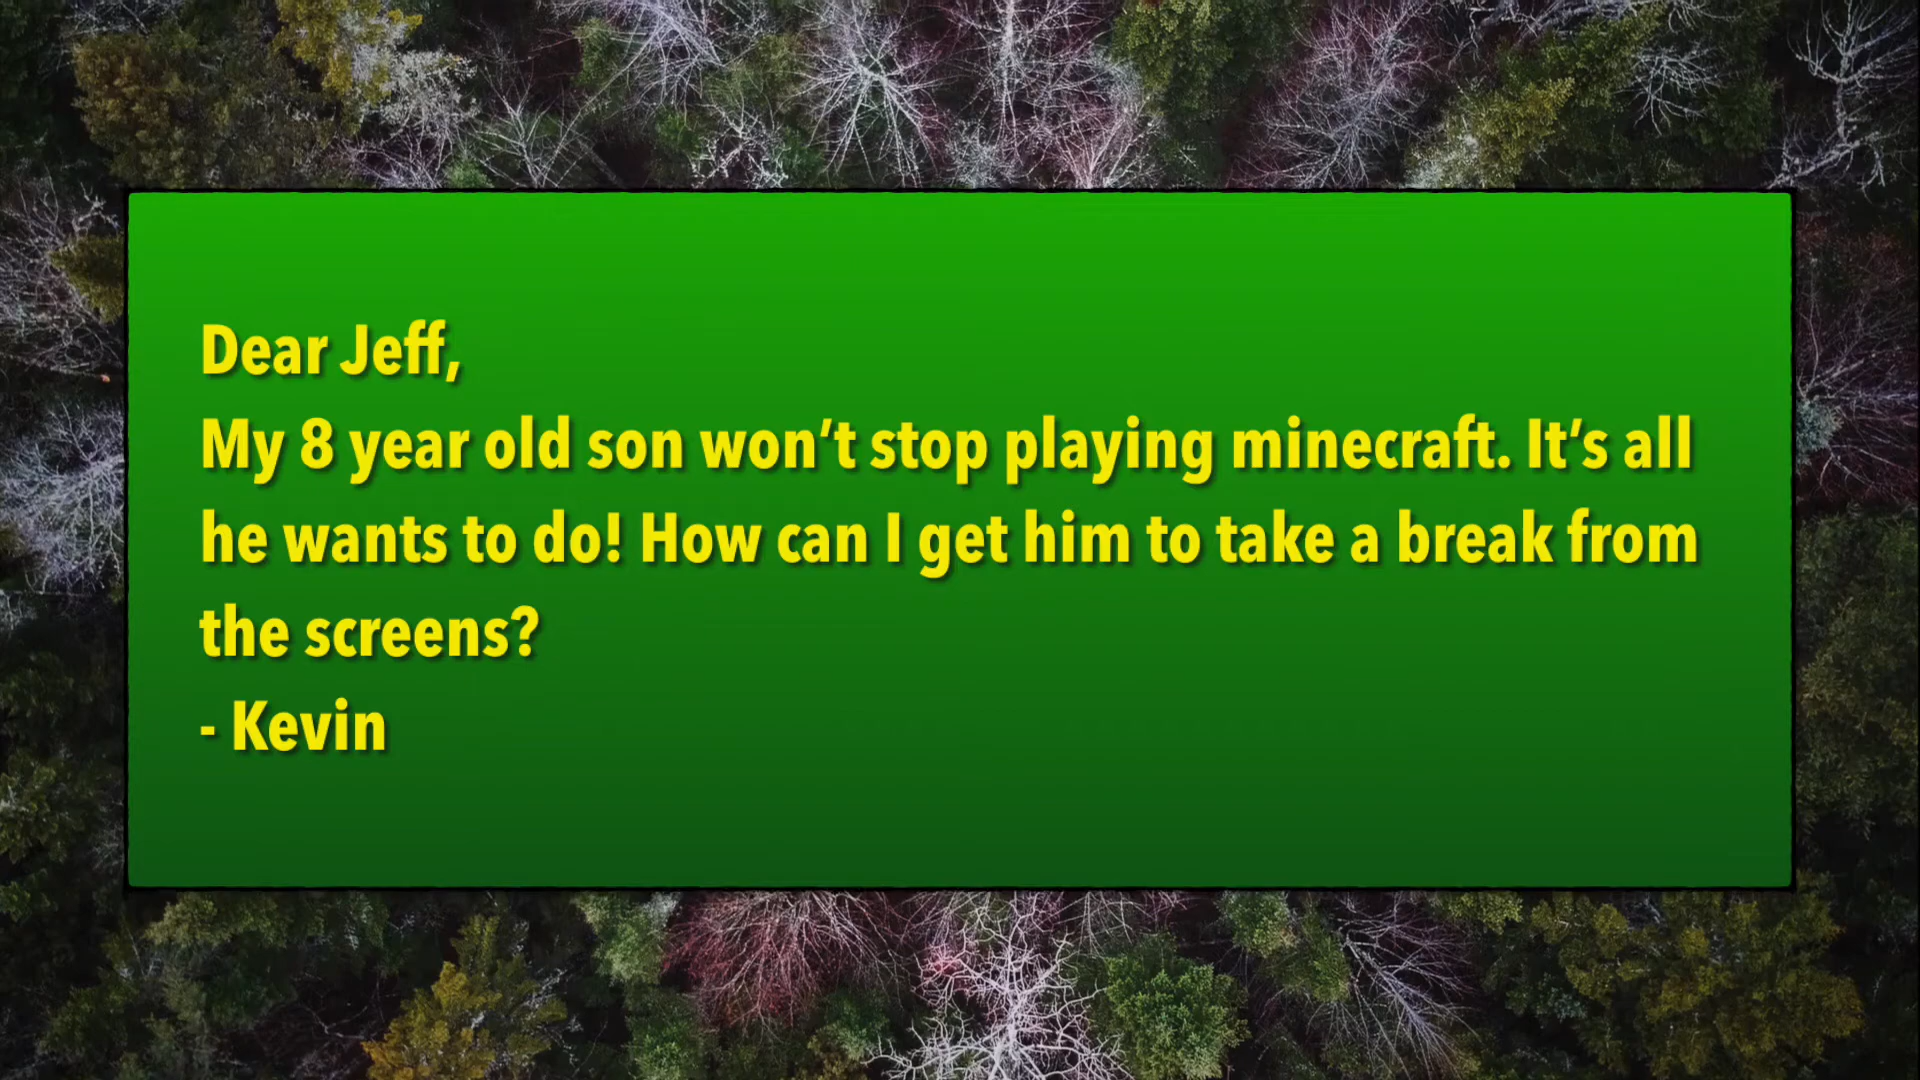 Dear Jeff,
My 8 year old son won’t stop playing minecraft. It’s all
he wants to do! How can I get him to take a break from
the screens?
- Kevin